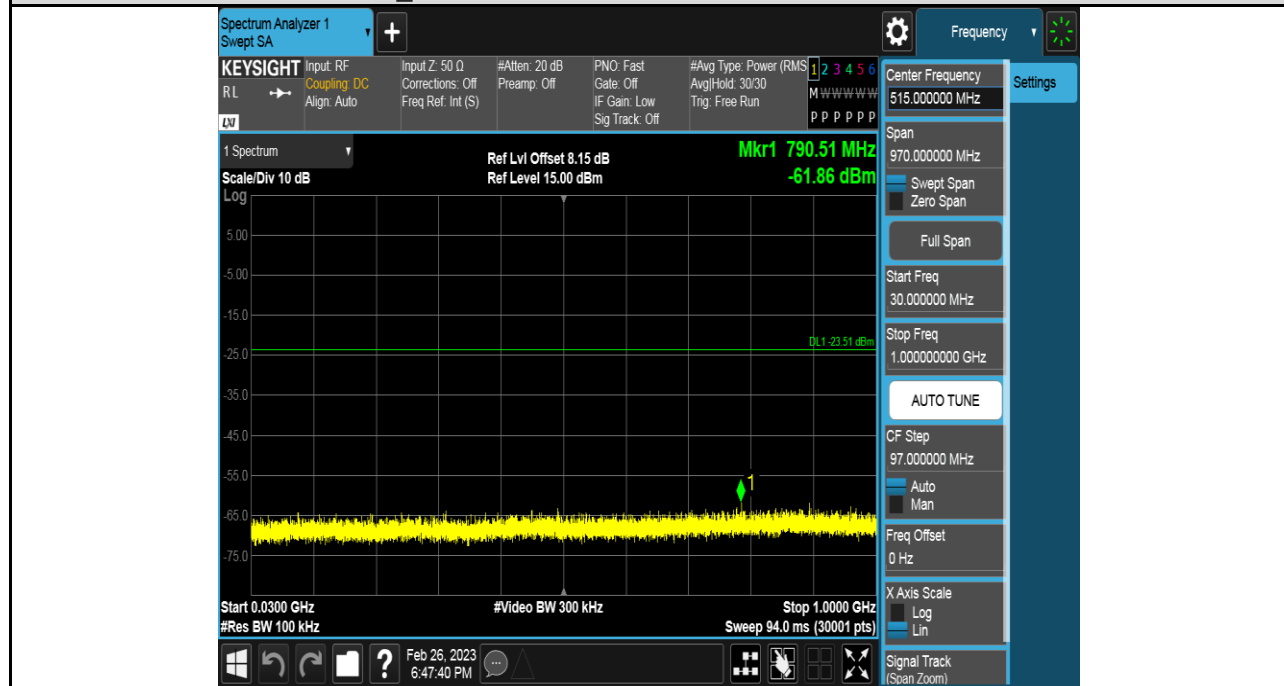 Spectrum Analyzer 1
Swept SA
+
Frequency
KEYSIGHT
RL
LXI
Input: RF
Coupling: DC
Align: Auto
Input Z: 50 Ω
Corrections: Off
Freq Ref: Int (S)
#Atten: 20 dB
Preamp: Off
PNO: Fast
Gate: Off
IF Gain: Low
Sig Track: Off
#Avg Type: Power (RMS
Avg|Hold: 30/30
Trig: Free Run
1 2 3 4 5 6
M W W W W W
P P P P P P
Center Frequency
515.000000 MHz
Settings
1 Spectrum
Scale/Div 10 dB
Ref Lvl Offset 8.15 dB
Ref Level 15.00 dBm
Mkr1 790.51 MHz
-61.86 dBm
Span
970.000000 MHz
Swept Span
Zero Span
Full Span
Start Freq
30.000000 MHz
Stop Freq
1.000000000 GHz
AUTO TUNE
CF Step
97.000000 MHz
Auto
Man
Freq Offset
0 Hz
X Axis Scale
Log
Lin
Signal Track
(Span Zoom)
Log
5.00
-5.00
-15.0
DL1 -23.51 dBm
-25.0
-35.0
-45.0
-55.0
1
-65.0
-75.0
Start 0.0300 GHz
#Video BW 300 kHz
Stop 1.0000 GHz
#Res BW 100 kHz
Sweep 94.0 ms (30001 pts)
?
Feb 26, 2023
6:47:40 PM